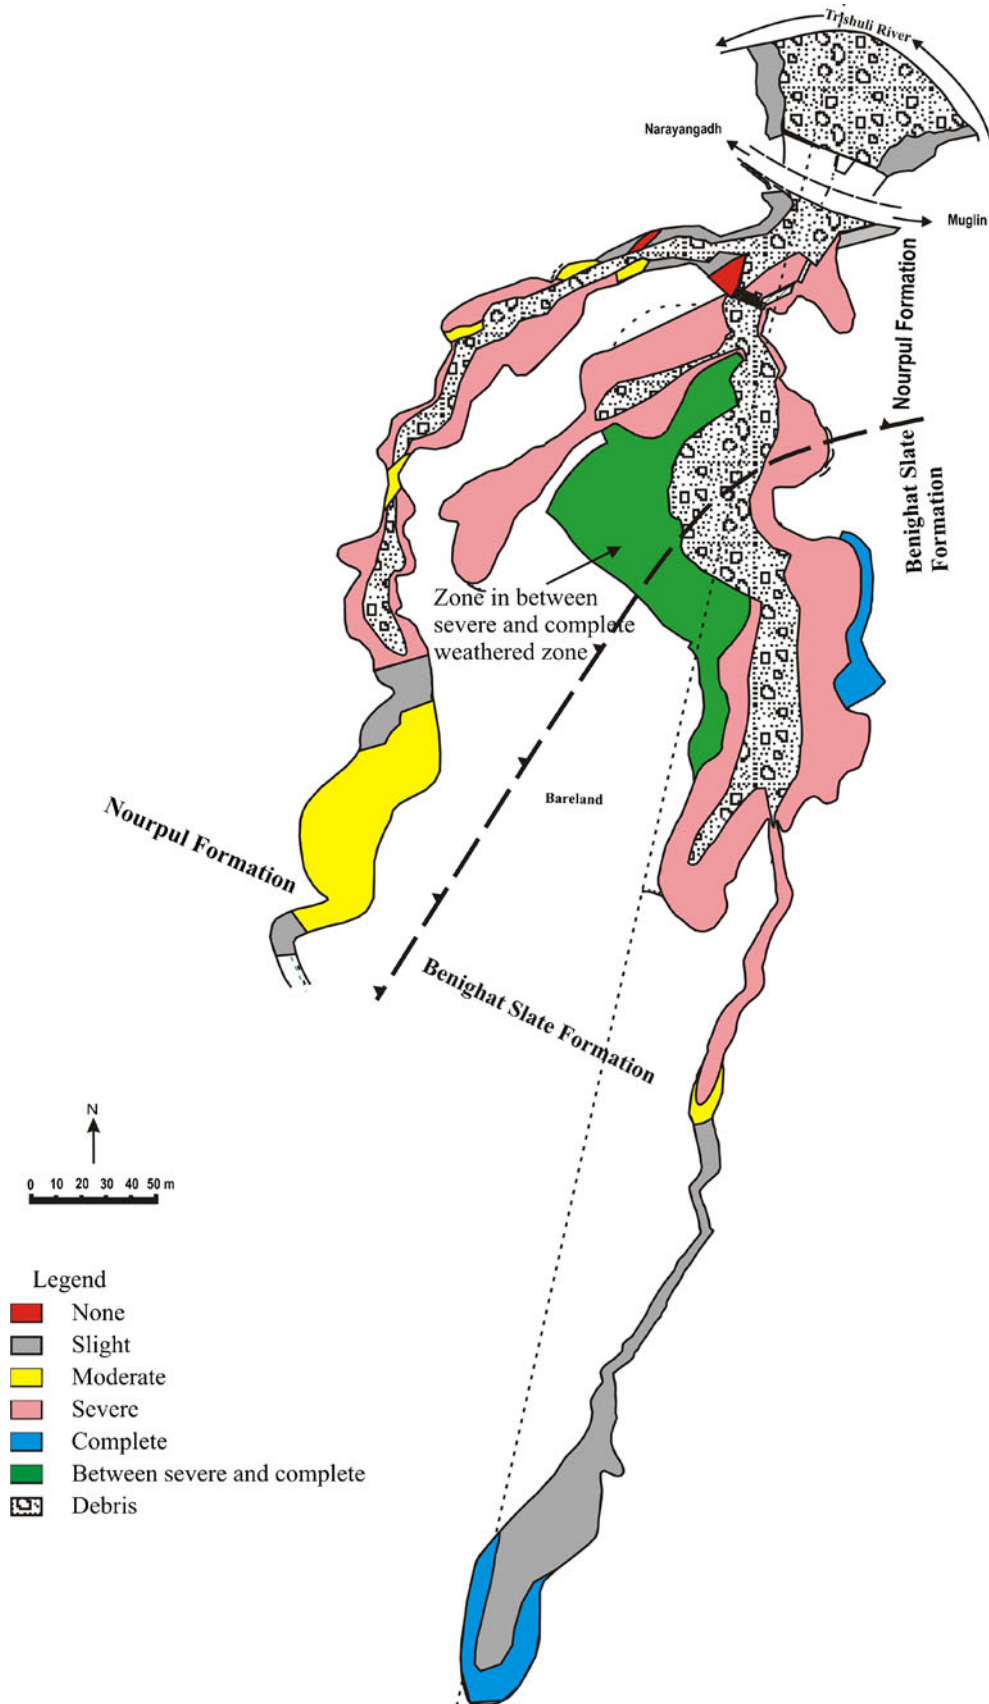 Trishuli River
Narayangadh
Muglin
Nourpul Formation
Benighat Slate
Formation
Zone in between
severe and complete
weathered zone
Bareland
Nourpul Formation
Benighat Slate Formation
N
0 10 20 30 40 50 m
Legend
None
Slight
Moderate
Severe
Complete
Between severe and complete
Debris